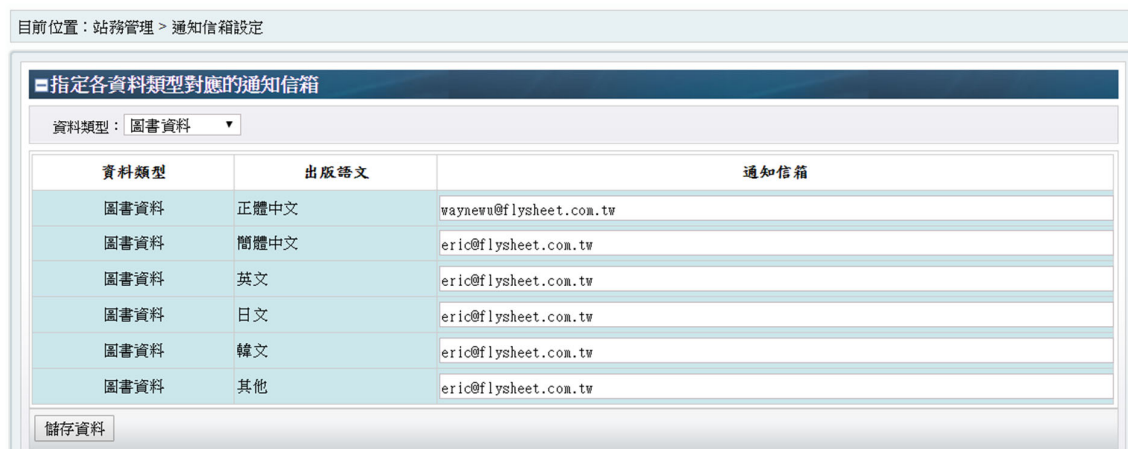 目前位置：站務管理 > 通知信箱設定
指定各資料類型對應的通知信箱
資料類型： 圖書資料
資料類型 出版語文 通知信箱
圖書資料 正體中文 waynewu@flysheet.com.tw
圖書資料 簡體中文 eric@flysheet.com.tw
圖書資料 英文 eric@flysheet.com.tw
圖書資料 日文 eric@flysheet.com.tw
圖書資料 韓文 eric@flysheet.com.tw
圖書資料 其他 eric@flysheet.com.tw
儲存資料